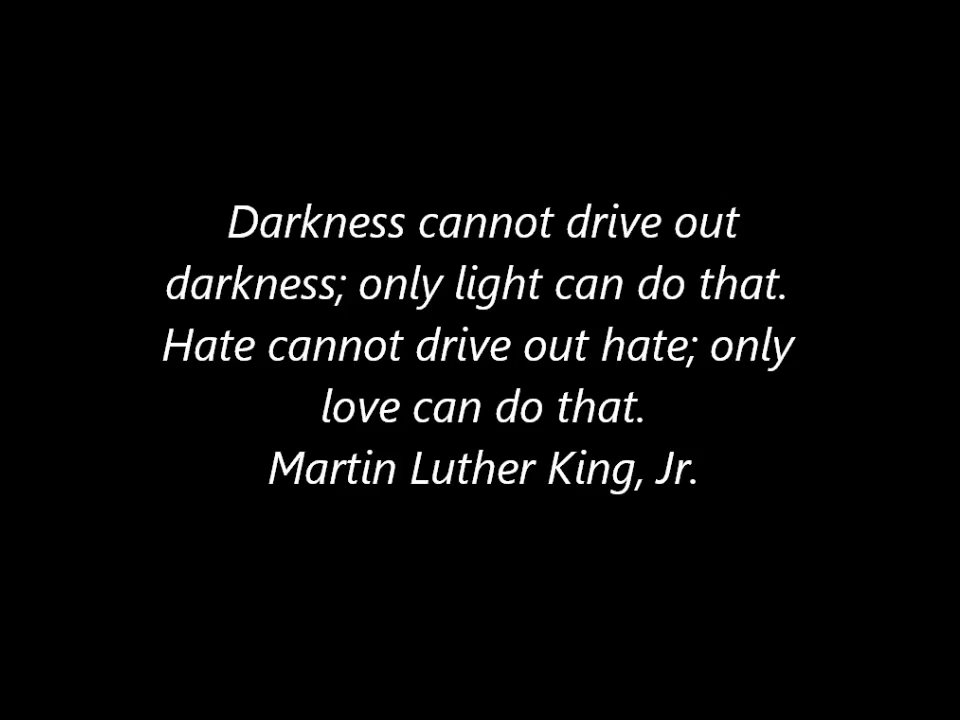 Darkness cannot drive out
darkness; only light can do that.
Hate cannot drive out hate; only
love can do that.
Martin Luther King, Jr.